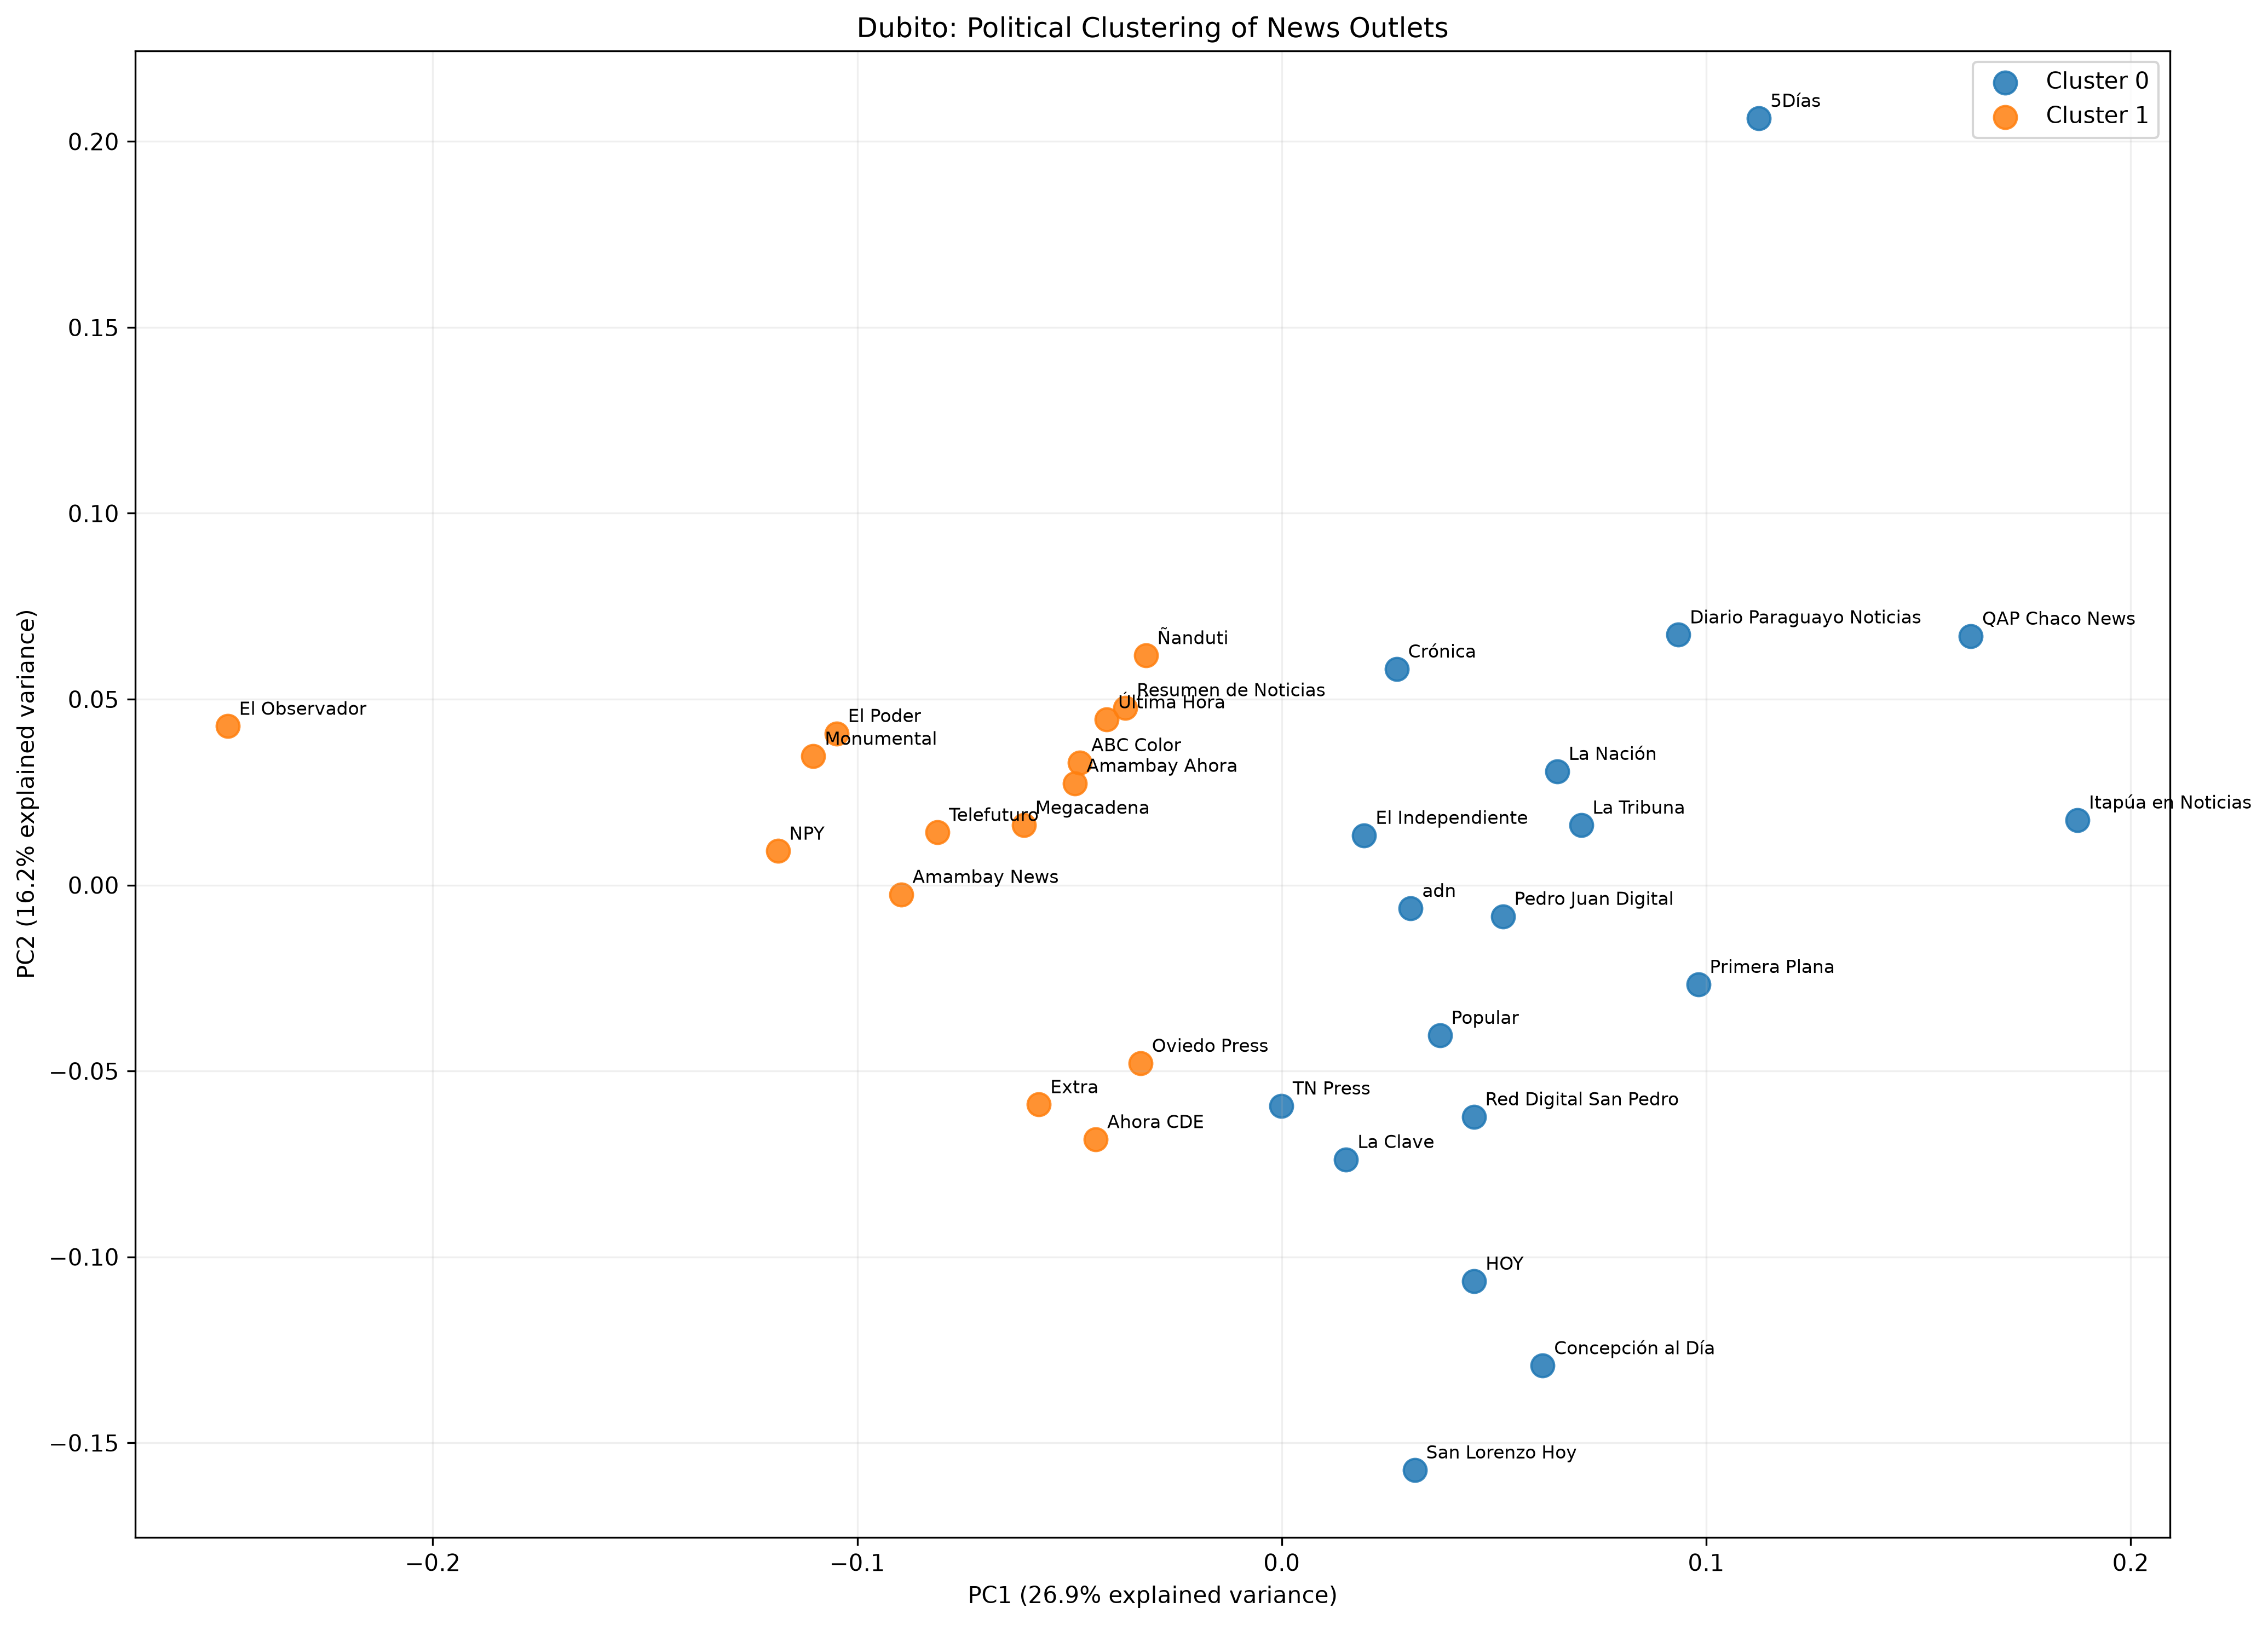 Dubito: Political Clustering of News Outlets
Cluster 0
Cluster 1
5Días
0.20
0.15
0.10
Diario Paraguayo Noticias
QAP Chaco News
Ñanduti
Crónica
0.05
Resumen de Noticias
Última Hora
El Observador
El Poder
Monumental
ABC Color
Amambay Ahora
La Nación
Itapúa en Noticias
Megacadena
La Tribuna
Telefuturo
El Independiente
NPY
0.00
Amambay News
adn
Pedro Juan Digital
Primera Plana
Popular
−0.05
Oviedo Press
Extra
TN Press
Red Digital San Pedro
Ahora CDE
La Clave
−0.10
HOY
Concepción al Día
−0.15
San Lorenzo Hoy
−0.2
−0.1
0.0
0.1
0.2
PC1 (26.9% explained variance)
PC2 (16.2% explained variance)